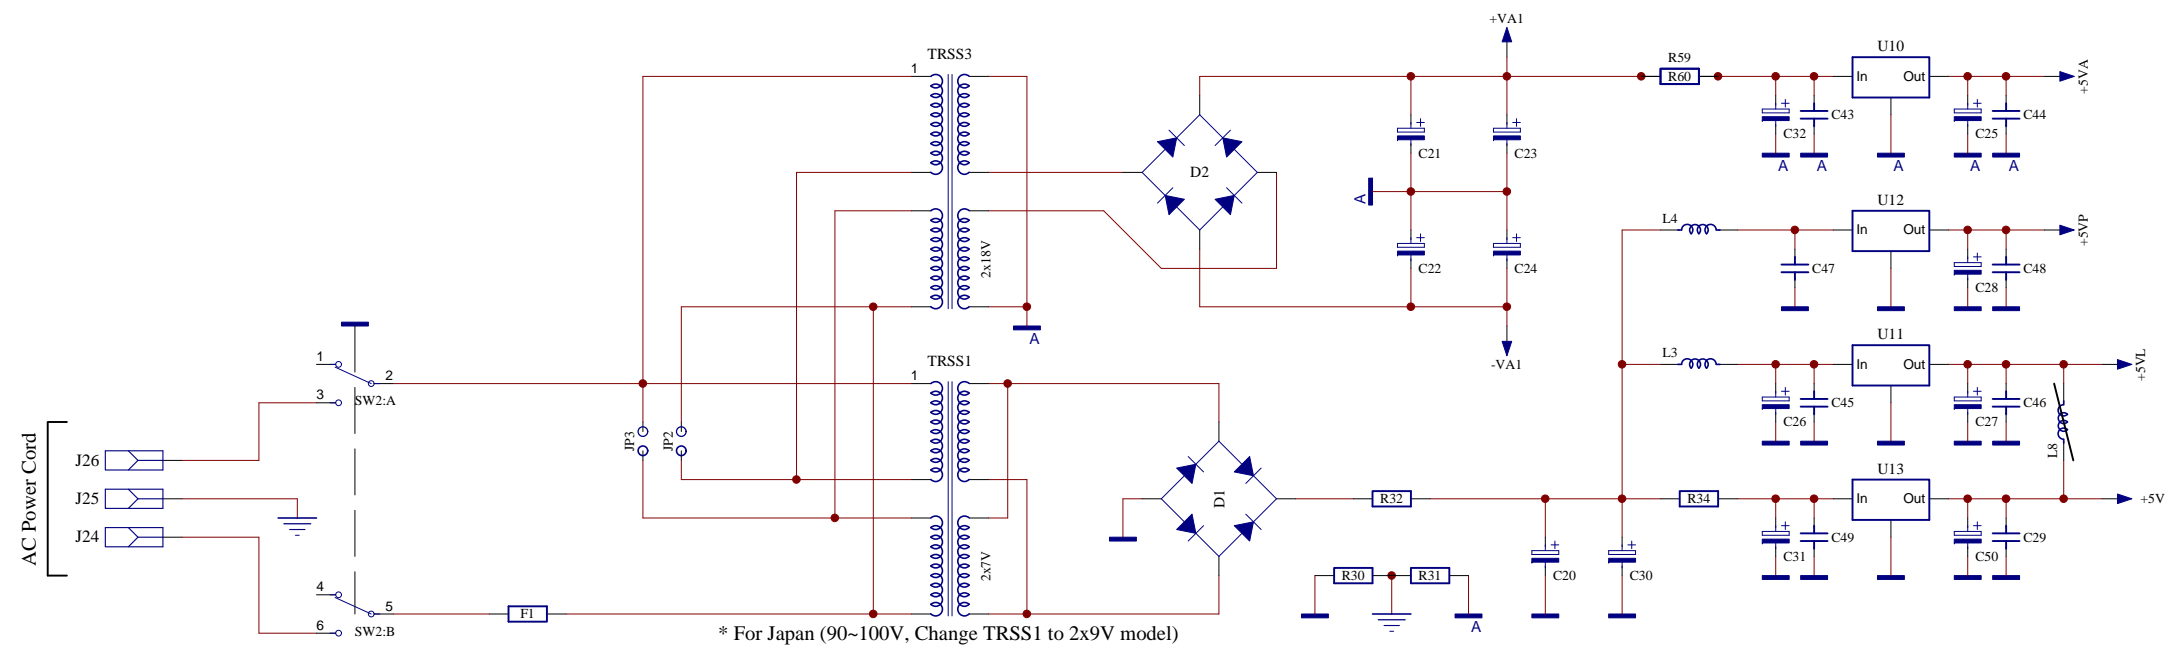 +VA1
TRSS3
1
R59
R60
U10
In
Out
+5VA
C32
C43
C25
C44
A
A
A
A
A
D2
+
C21
+
C23
A
+
C22
+
C24
-VA1
2x18V
A
L4
U12
In
Out
+5VP
C47
+
C28
C48
TRSS1
1
L3
U11
In
Out
+5VL
+
C26
C45
+
C27
C46
L8
1
2
3
SW2:A
AC Power Cord
J26
J25
J24
JP3
JP2
D1
R32
R34
U13
In
Out
+5V
+
C31
C49
+
C50
C29
2x7V
4
5
6
SW2:B
F1
R30
R31
A
+
C20
+
C30
* For Japan (90~100V, Change TRSS1 to 2x9V model)